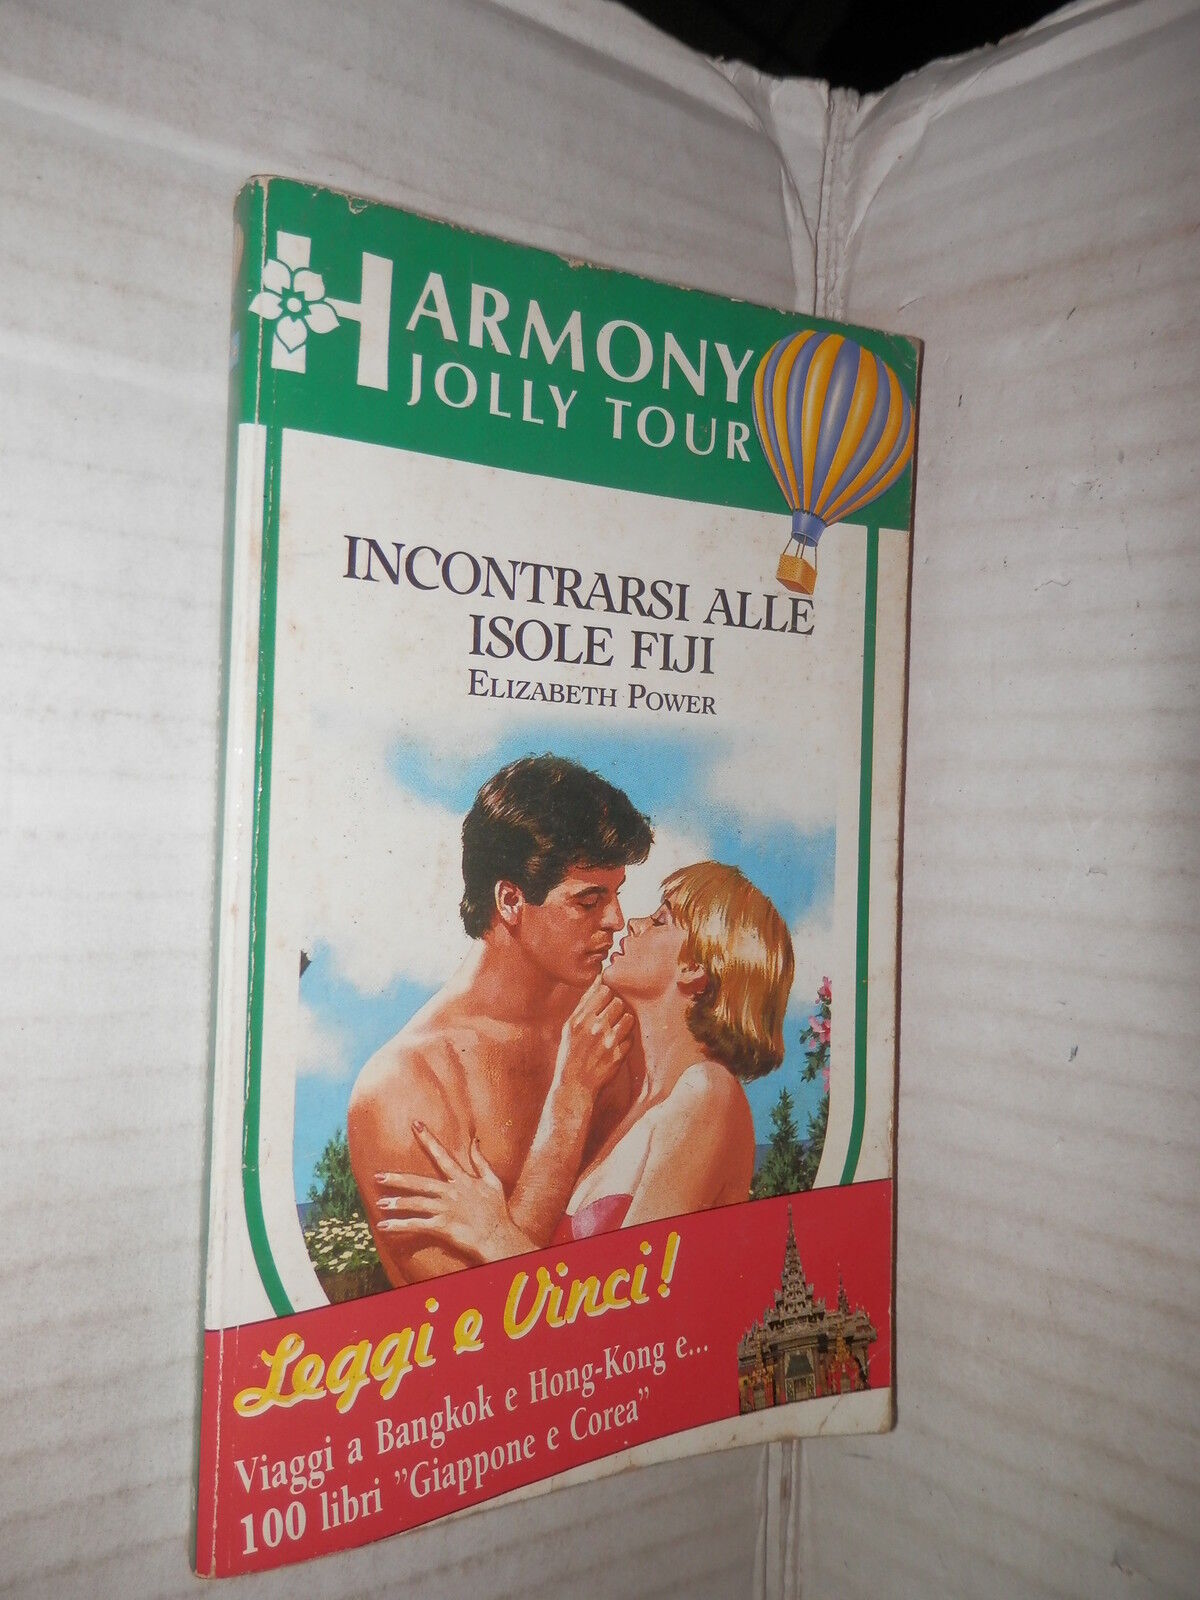 HARMONY
JOLLY TOUR
INCONTRARSI ALLE
ISOLE FIJI
ELIZABETH POWER
Leggi e Vinci!
Viaggi a Bangkok e Hong-Kong e...
100 libri "Giappone e Corea"